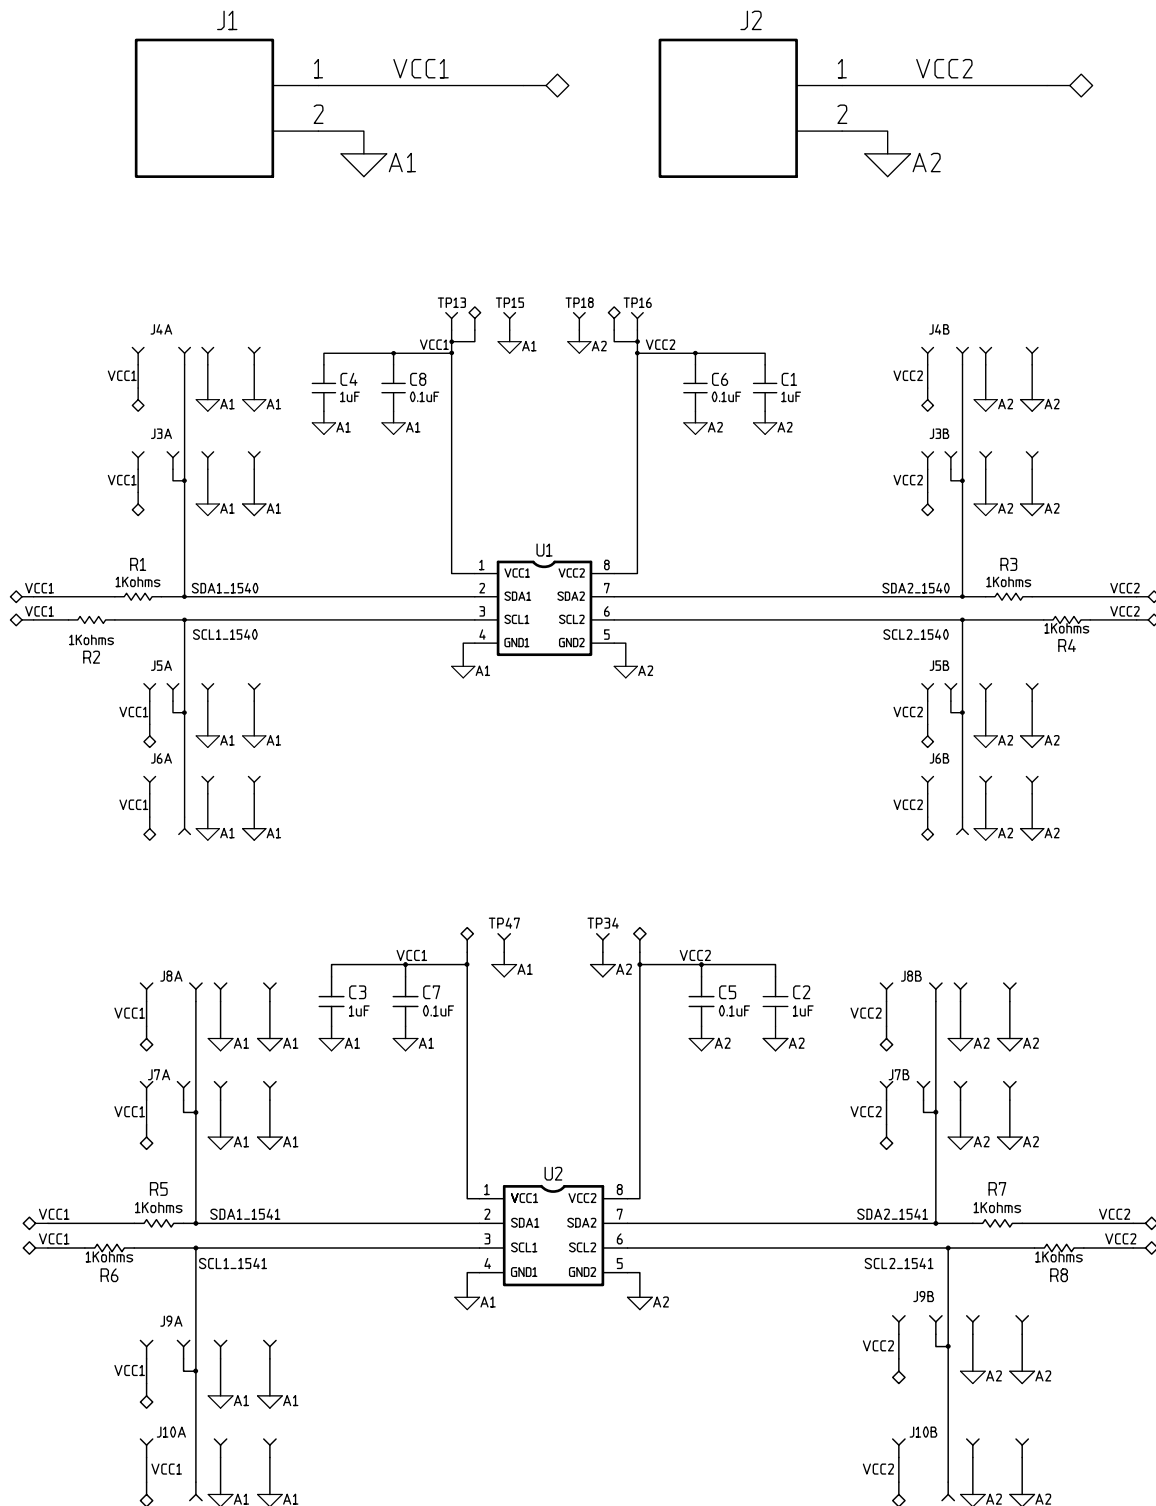 J1
J2
1 VCC1
1 VCC2
2
2
A1
A2
TP13 TP15 TP18 TP16
J4A
J4B
VCC1 A1 A2 VCC2
VCC1 C4 C8 C6 C1 VCC2
1uF 0.1uF 0.1uF 1uF
A1 A1 A2 A2
A1 A1 A2 A2
J3A
J3B
VCC1
VCC2
A1 A1
A2 A2
U1
R1 1 VCC1 VCC2 8 R3
VCC1 1Kohms SDA1_1540 2 SDA1 SDA2 7 SDA2_1540 1Kohms VCC2
VCC1 3 SCL1 SCL2 6 VCC2
1Kohms SCL1_1540 4 GND1 GND2 5 SCL2_1540 1Kohms
R2 R4
J5A A1 A2 J5B
VCC1
VCC2
A1 A1
A2 A2
J6A
J6B
VCC1
VCC2
A1 A1
A2 A2
TP47 TP34
VCC1 A1 A2 VCC2
J8A
J8B
VCC1 C3 C7 C5 C2 VCC2
1uF 0.1uF 0.1uF 1uF
A1 A1 A1 A1 A2 A2 A2 A2
J7A
J7B
VCC1
VCC2
A1 A1
A2 A2
U2
R5 1 VCC1 VCC2 8 R7
1Kohms 1Kohms
VCC1 SDA1_1541 2 SDA1 SDA2 7 SDA2_1541 VCC2
VCC1 3 SCL1 SCL2 6 VCC2
1Kohms SCL1_1541 4 GND1 GND2 5 SCL2_1541 1Kohms
R6 R8
A1 A2
J9A
J9B
VCC1
VCC2
A1 A1
A2 A2
J10A
J10B
VCC1
VCC2
A1 A1
A2 A2